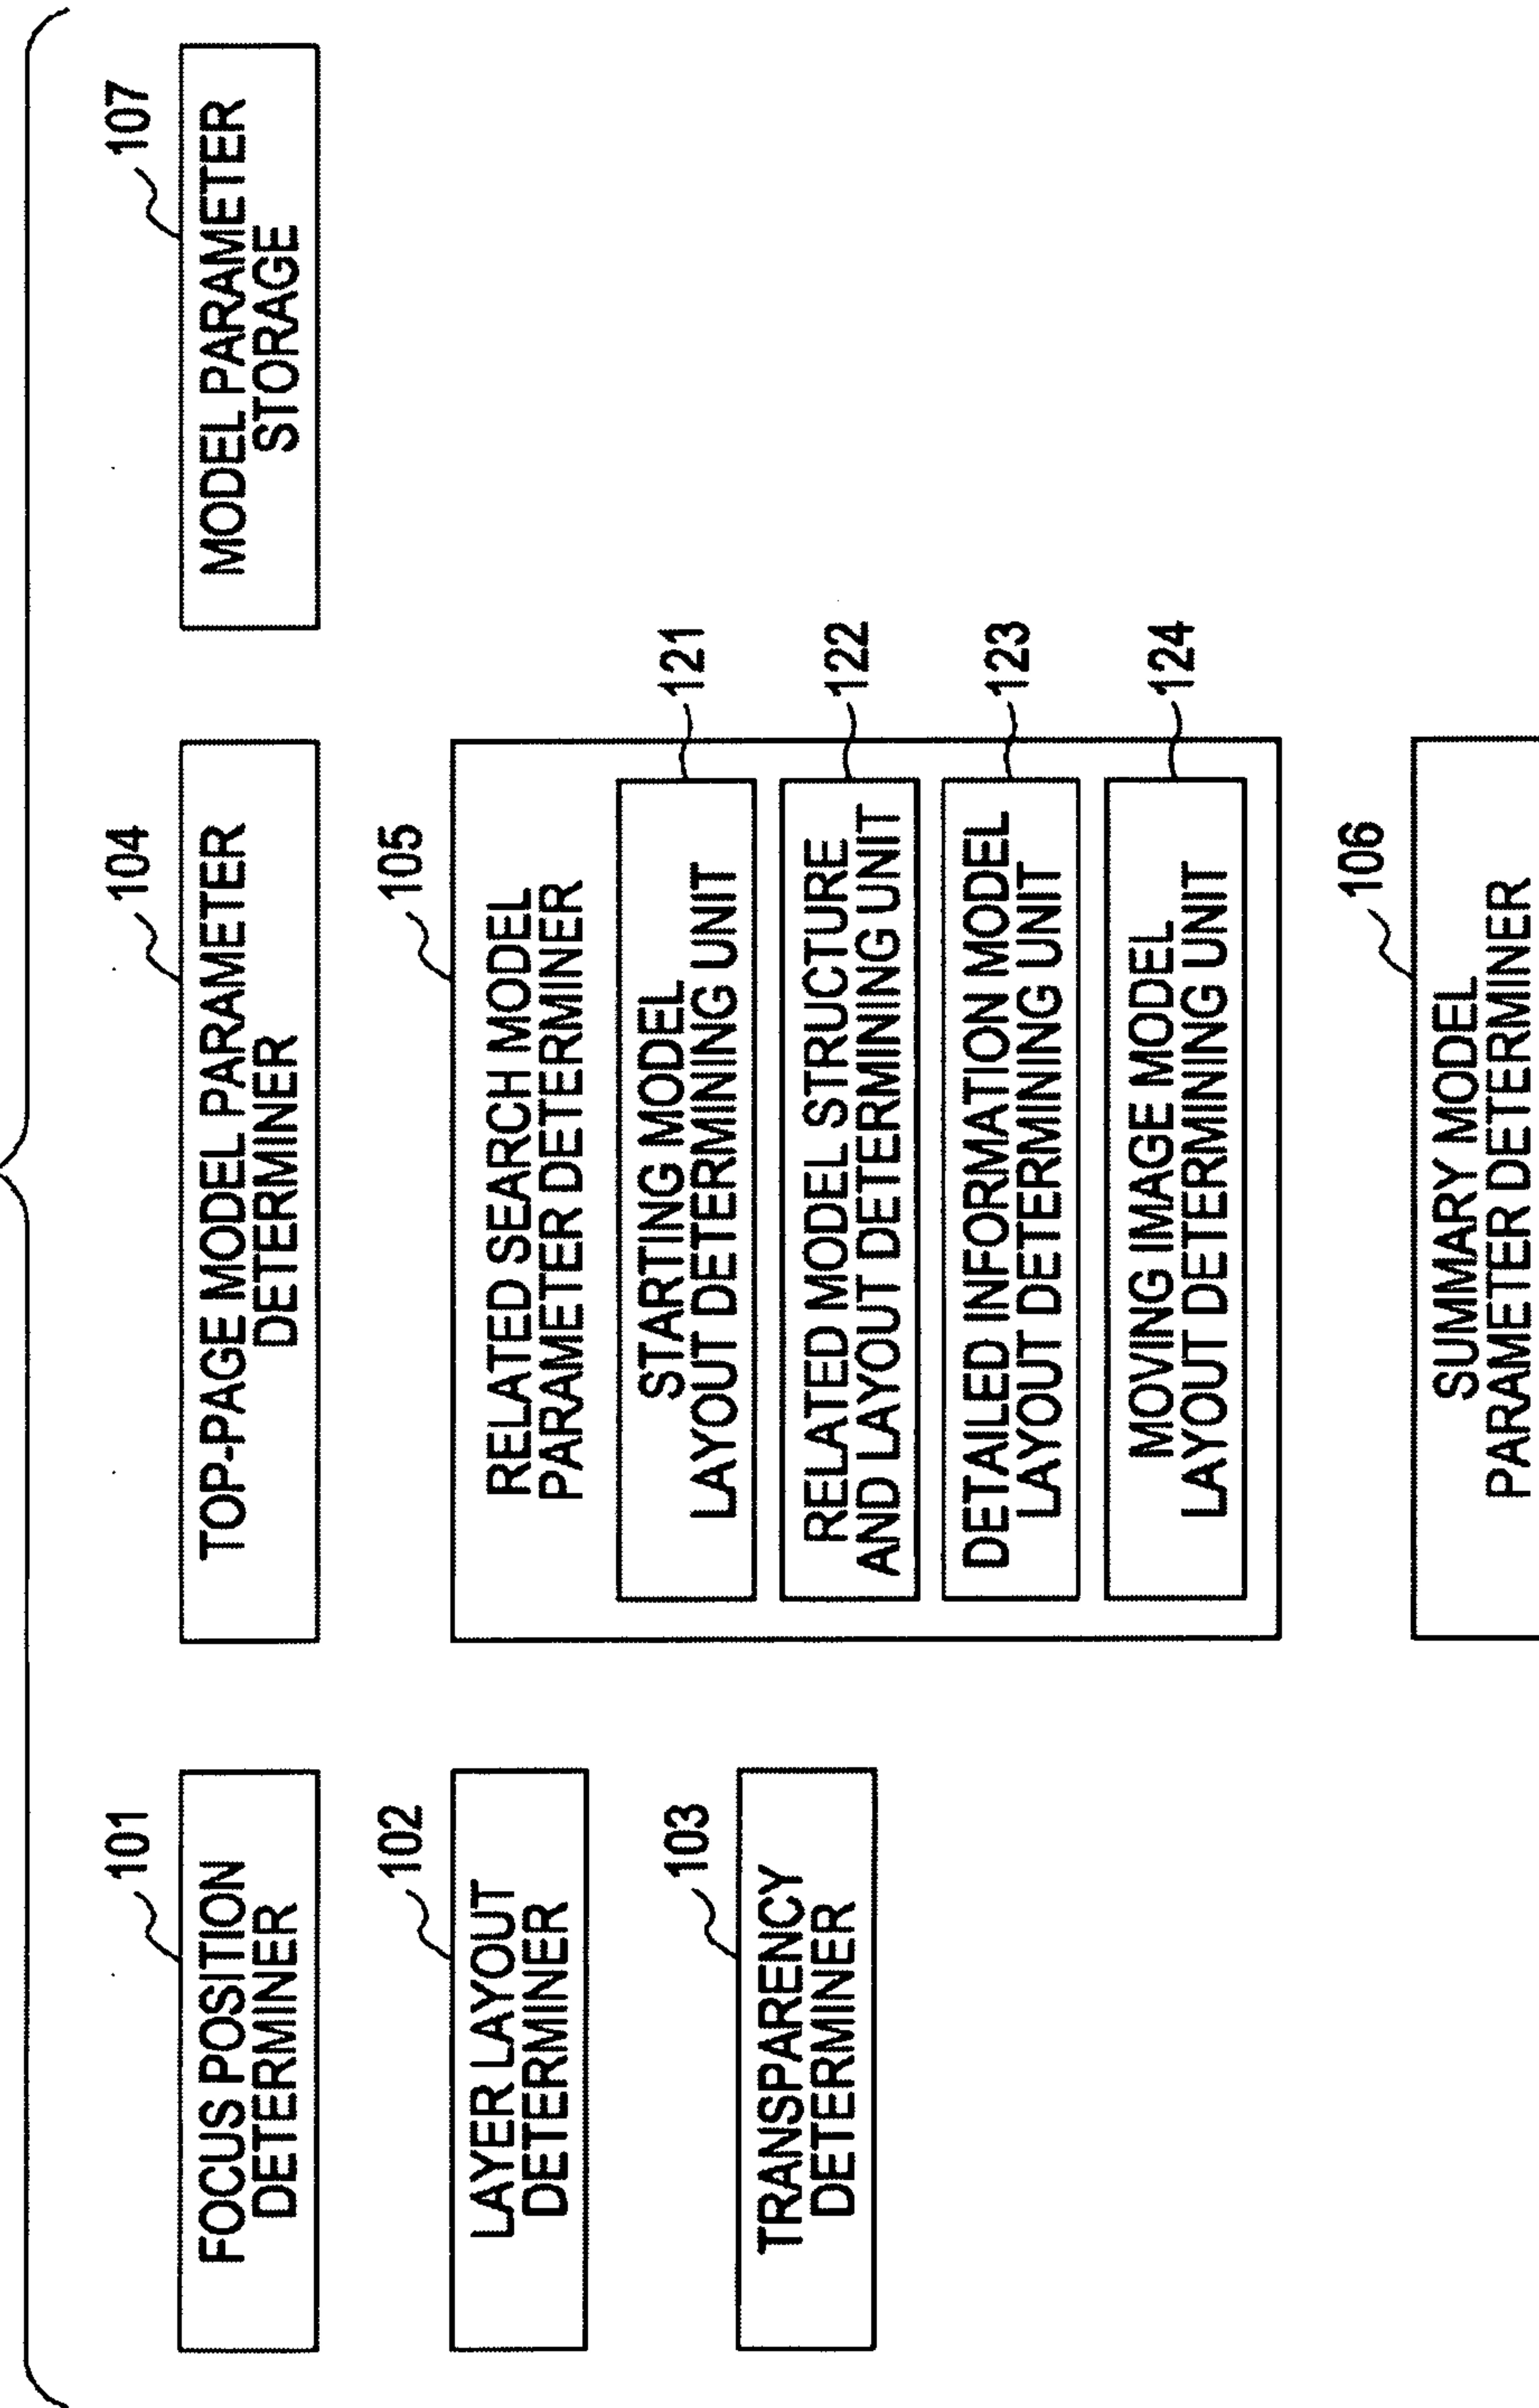 101
FOCUS POSITION
DETERMINER
102
LAYER LAYOUT
DETERMINER
103
TRANSPARENCY
DETERMINER
104
TOP-PAGE MODEL PARAMETER
DETERMINER
105
RELATED SEARCH MODEL
PARAMETER DETERMINER
STARTING MODEL
LAYOUT DETERMINING UNIT
121
RELATED MODEL STRUCTURE
AND LAYOUT DETERMINING UNIT
122
DETAILED INFORMATION MODEL
LAYOUT DETERMINING UNIT
123
MOVING IMAGE MODEL
LAYOUT DETERMINING UNIT
124
106
SUMMARY MODEL
PARAMETER DETERMINER
107
MODEL PARAMETER
STORAGE